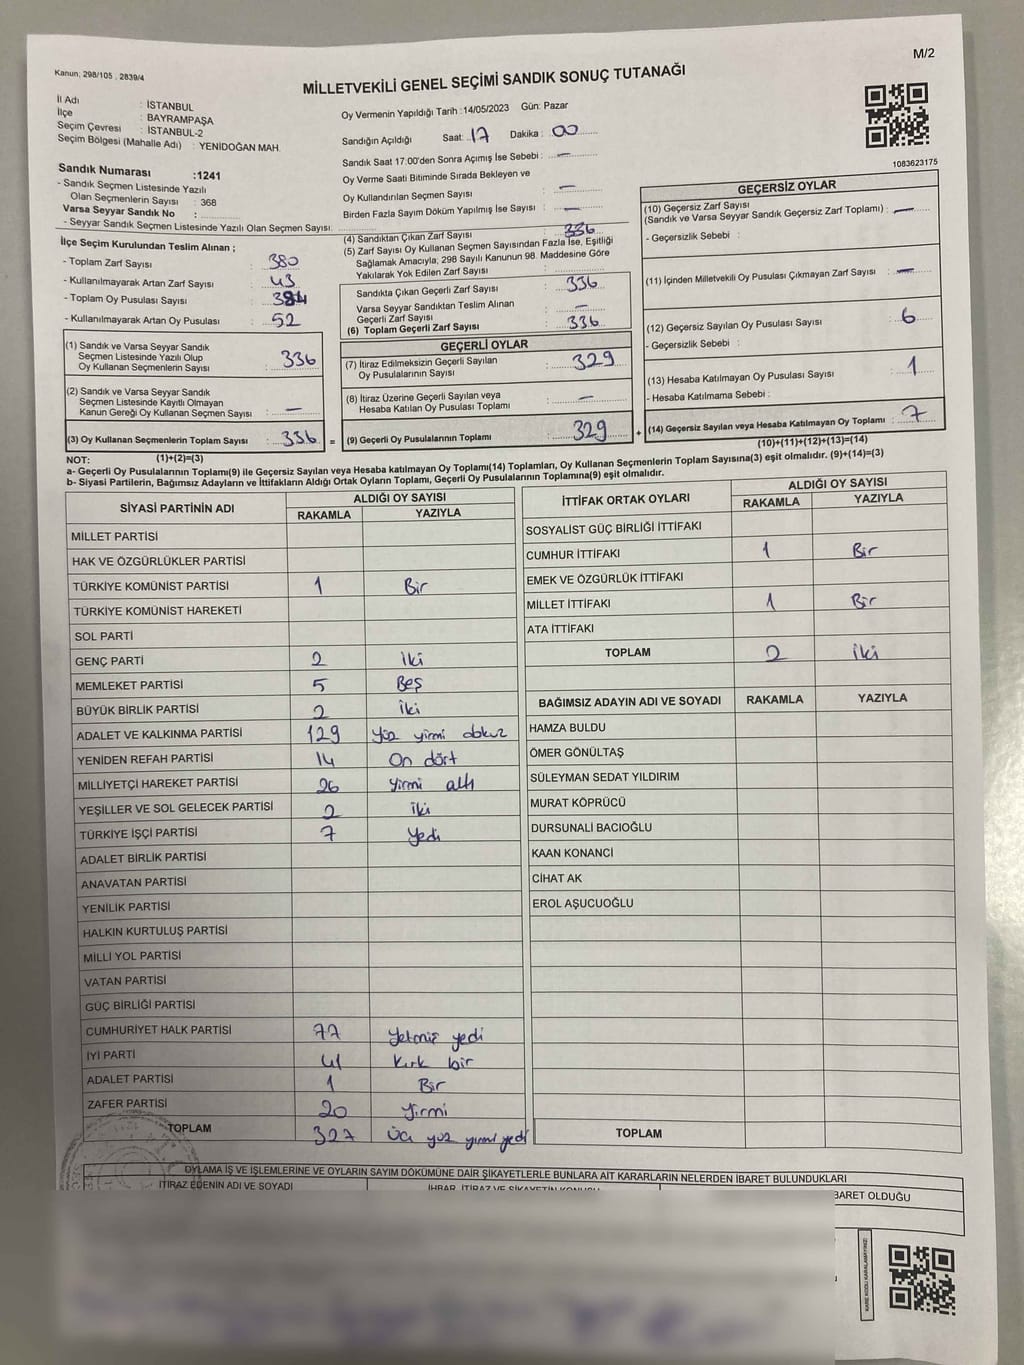 M/2
Kanun; 298/105 , 2839/4
MİLLETVEKİLİ GENEL SEÇİMİ SANDIK SONUÇ TUTANAĞI
İl Adı : İSTANBUL
İlçe : BAYRAMPAŞA
Seçim Çevresi : İSTANBUL-2
Seçim Bölgesi (Mahalle Adı) : YENİDOĞAN MAH.
Sandık Numarası :1241
- Sandık Seçmen Listesinde Yazılı
Olan Seçmenlerin Sayısı : 368
Varsa Seyyar Sandık No :
- Seyyar Sandık Seçmen Listesinde Yazılı Olan Seçmen Sayısı:
Oy Vermenin Yapıldığı Tarih :14/05/2023 Gün: Pazar
Sandığın Açıldığı Saat: 17 Dakika : 00
Sandık Saat 17:00'den Sonra Açımış İse Sebebi : —
Oy Verme Saati Bitiminde Sırada Bekleyen ve
Oy Kullandırılan Seçmen Sayısı : —
Birden Fazla Sayım Döküm Yapılmış İse Sayısı : —
1083623175
İlçe Seçim Kurulundan Teslim Alınan ;
- Toplam Zarf Sayısı : 380
- Kullanılmayarak Artan Zarf Sayısı : 43
- Toplam Oy Pusulası Sayısı :
- Kullanılmayarak Artan Oy Pusulası : 52
(1) Sandık ve Varsa Seyyar Sandık
Seçmen Listesinde Yazılı Olup
Oy Kullanan Seçmenlerin Sayısı : 336
(2) Sandık ve Varsa Seyyar Sandık
Seçmen Listesinde Kayıtlı Olmayan
Kanun Gereği Oy Kullanan Seçmen Sayısı : —
(3) Oy Kullanan Seçmenlerin Toplam Sayısı : 336 =
(1)+(2)=(3)
(4) Sandıktan Çıkan Zarf Sayısı : 336
(5) Zarf Sayısı Oy Kullanan Seçmen Sayısından Fazla İse, Eşitliği
Sağlamak Amacıyla, 298 Sayılı Kanunun 98. Maddesine Göre
Yakılarak Yok Edilen Zarf Sayısı :
Sandıkta Çıkan Geçerli Zarf Sayısı : 336
Varsa Seyyar Sandıktan Teslim Alınan
Geçerli Zarf Sayısı : —
(6) Toplam Geçerli Zarf Sayısı : 336
GEÇERLİ OYLAR
(7) İtiraz Edilmeksizin Geçerli Sayılan
Oy Pusulalarının Sayısı : 329
(8) İtiraz Üzerine Geçerli Sayılan veya
Hesaba Katılan Oy Pusulası Toplamı : —
(9) Geçerli Oy Pusulalarının Toplamı : 329 +
GEÇERSİZ OYLAR
(10) Geçersiz Zarf Sayısı
(Sandık ve Varsa Seyyar Sandık Geçersiz Zarf Toplamı) : —
- Geçersizlik Sebebi :
(11) İçinden Milletvekili Oy Pusulası Çıkmayan Zarf Sayısı : —
(12) Geçersiz Sayılan Oy Pusulası Sayısı : 6
- Geçersizlik Sebebi :
(13) Hesaba Katılmayan Oy Pusulası Sayısı : 1
- Hesaba Katılmama Sebebi :
(14) Geçersiz Sayılan veya Hesaba Katılmayan Oy Toplamı : 7
(10)+(11)+(12)+(13)=(14)
NOT:
a- Geçerli Oy Pusulalarının Toplamı(9) ile Geçersiz Sayılan veya Hesaba katılmayan Oy Toplamı(14) Toplamları, Oy Kullanan Seçmenlerin Toplam Sayısına(3) eşit olmalıdır. (9)+(14)=(3)
b- Siyasi Partilerin, Bağımsız Adayların ve İttifakların Aldığı Ortak Oyların Toplamı, Geçerli Oy Pusulalarının Toplamına(9) eşit olmalıdır.
SİYASİ PARTİNİN ADI ALDIĞI OY SAYISI
RAKAMLA YAZIYLA
MİLLET PARTİSİ
HAK VE ÖZGÜRLÜKLER PARTİSİ
TÜRKİYE KOMÜNİST PARTİSİ 1 Bir
TÜRKİYE KOMÜNİST HAREKETİ
SOL PARTİ
GENÇ PARTİ 2 İki
MEMLEKET PARTİSİ 5 Beş
BÜYÜK BİRLİK PARTİSİ 2 İki
ADALET VE KALKINMA PARTİSİ 129 Yüz yirmi dokuz
YENİDEN REFAH PARTİSİ 14 On dört
MİLLİYETÇİ HAREKET PARTİSİ 26 Yirmi altı
YEŞİLLER VE SOL GELECEK PARTİSİ 2 İki
TÜRKİYE İŞÇİ PARTİSİ 7 Yedi
ADALET BİRLİK PARTİSİ
ANAVATAN PARTİSİ
YENİLİK PARTİSİ
HALKIN KURTULUŞ PARTİSİ
MİLLİ YOL PARTİSİ
VATAN PARTİSİ
GÜÇ BİRLİĞİ PARTİSİ
CUMHURİYET HALK PARTİSİ 77 Yetmiş yedi
İYİ PARTİ 41 Kırk bir
ADALET PARTİSİ 1 Bir
ZAFER PARTİSİ 20 Yirmi
TOPLAM 327 Üç yüz yirmi yedi
İTTİFAK ORTAK OYLARI ALDIĞI OY SAYISI
RAKAMLA YAZIYLA
SOSYALİST GÜÇ BİRLİĞİ İTTİFAKI
CUMHUR İTTİFAKI 1 Bir
EMEK VE ÖZGÜRLÜK İTTİFAKI
MİLLET İTTİFAKI 1 Bir
ATA İTTİFAKI
TOPLAM 2 İki
BAĞIMSIZ ADAYIN ADI VE SOYADI RAKAMLA YAZIYLA
HAMZA BULDU
ÖMER GÖNÜLTAŞ
SÜLEYMAN SEDAT YILDIRIM
MURAT KÖPRÜCÜ
DURSUNALİ BACIOĞLU
KAAN KONANCİ
CİHAT AK
EROL AŞUCUOĞLU
TOPLAM
OYLAMA İŞ VE İŞLEMLERİNE VE OYLARIN SAYIM DÖKÜMÜNE DAİR ŞİKAYETLERLE BUNLARA AİT KARARLARIN NELERDEN İBARET BULUNDUKLARI
İTİRAZ EDENİN ADI VE SOYADI İHBAR, İTİRAZ VE ŞİKAYETİN KONUSU BARET OLDUĞU
KARE KODU KARALAMAYINIZ!